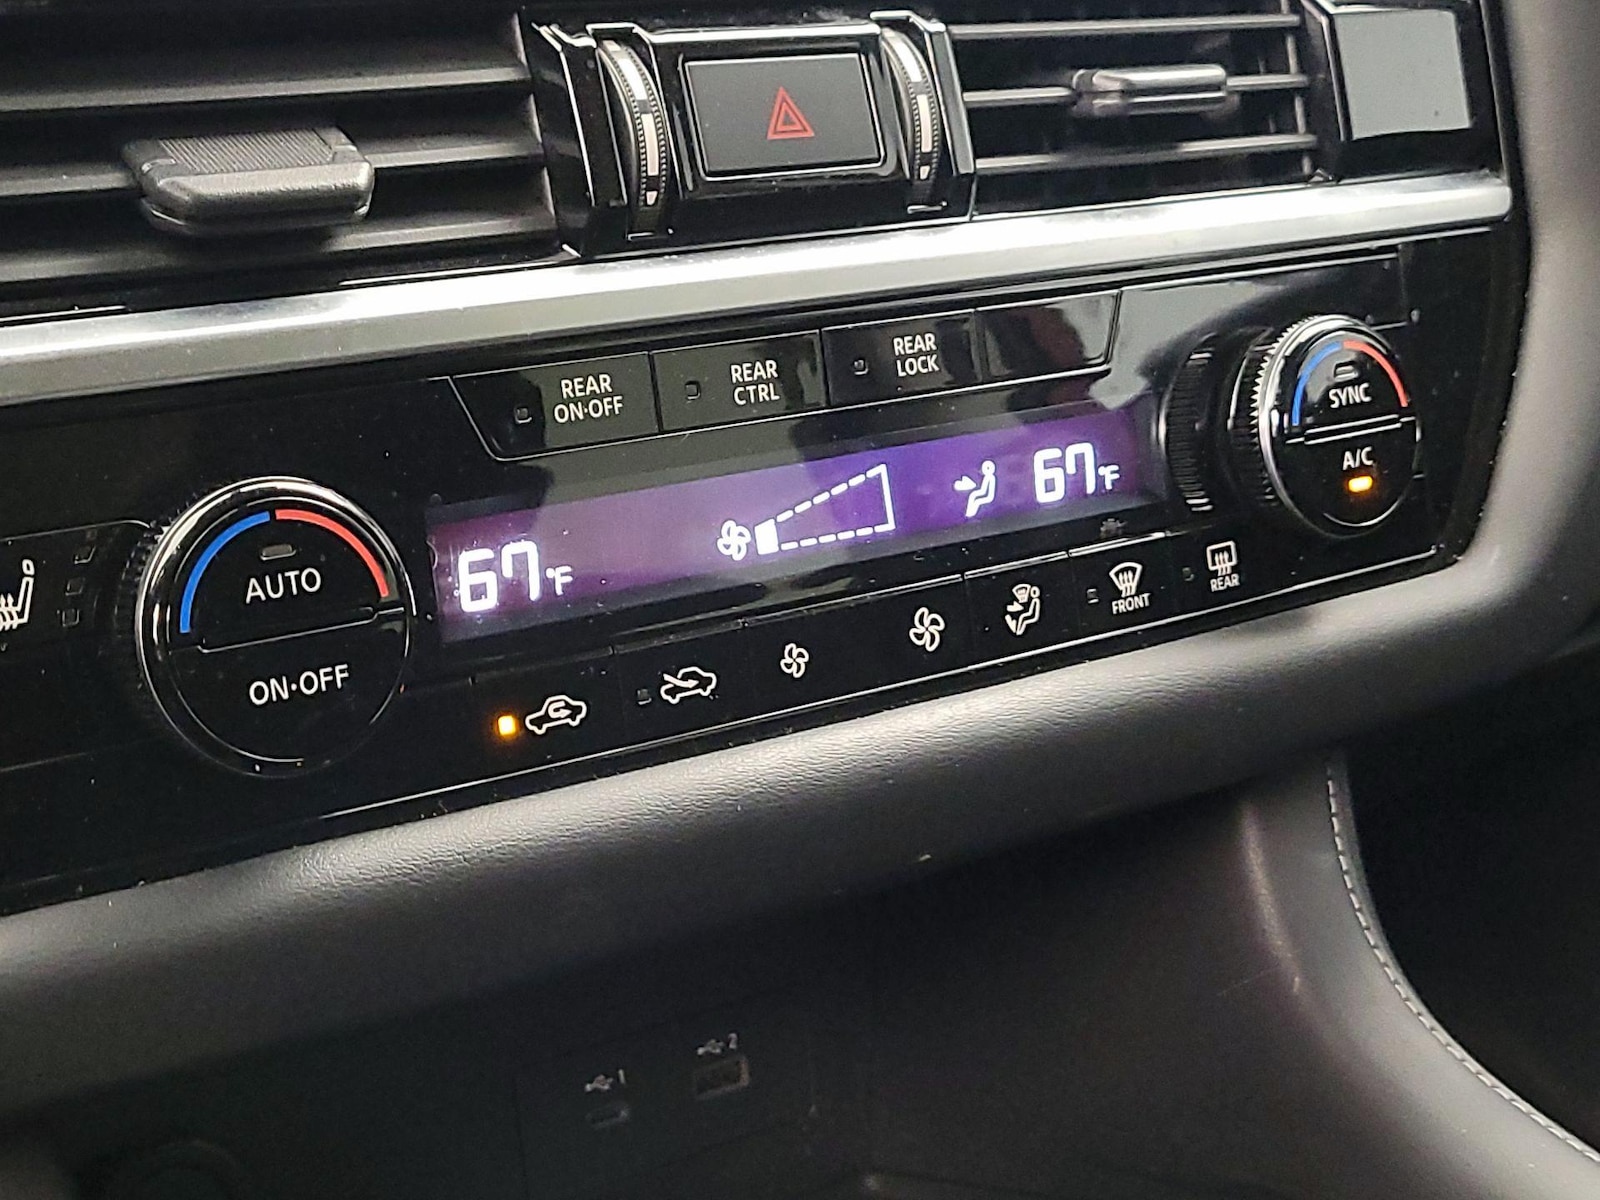 REAR
ON·OFF
REAR
CTRL
REAR
LOCK
SYNC
A/C
AUTO
ON·OFF
67°F
67°F
FRONT
REAR
1
2